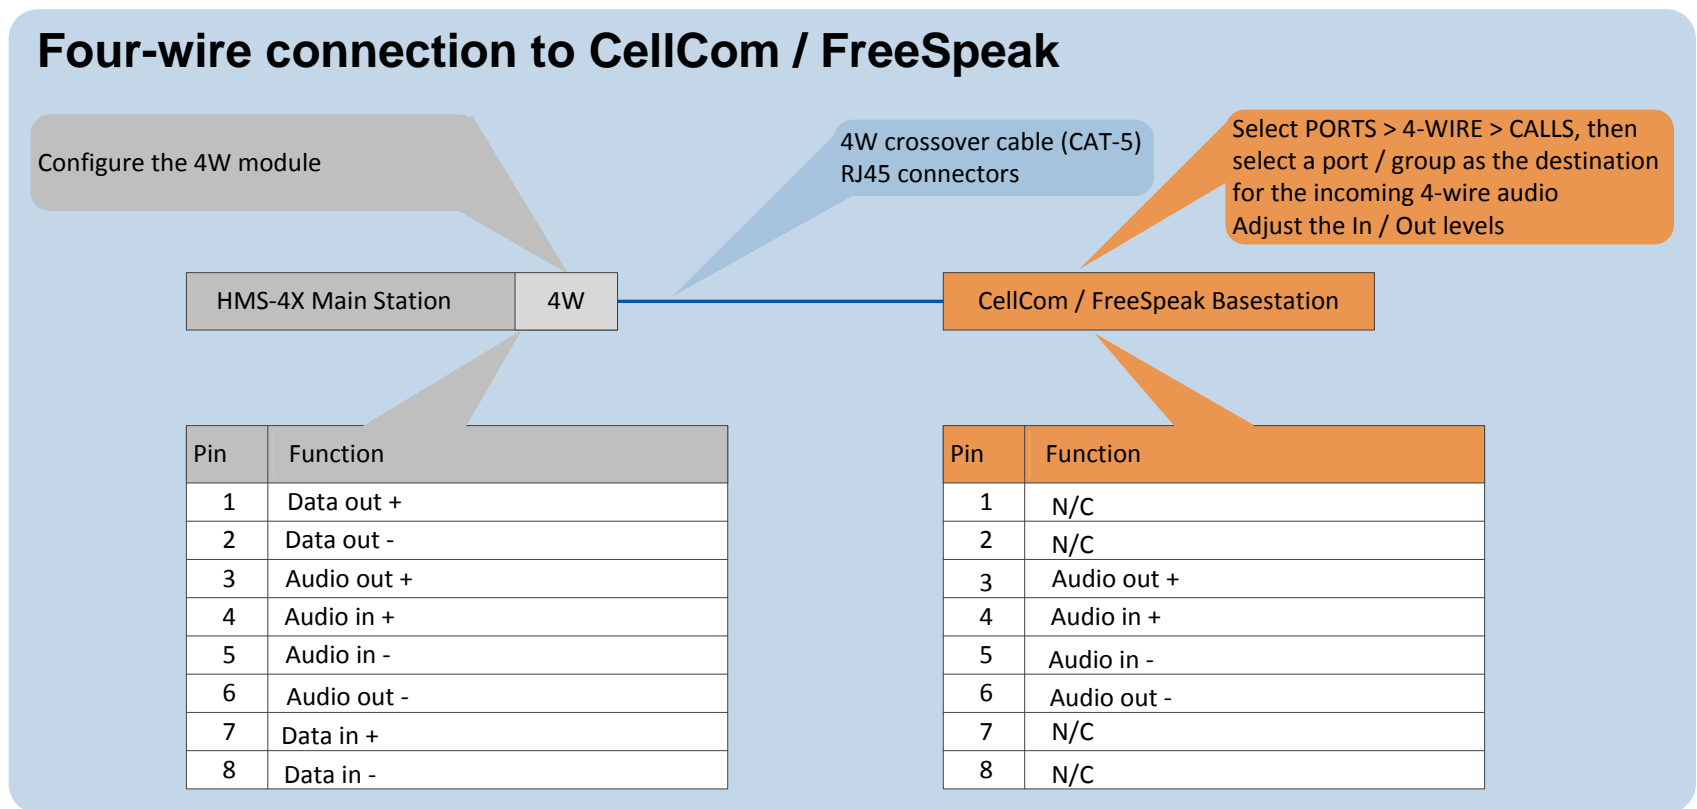 Four-wire connection to CellCom / FreeSpeak
Configure the 4W module
4W crossover cable (CAT-5)
RJ45 connectors
Select PORTS > 4-WIRE > CALLS, then
select a port / group as the destination
for the incoming 4-wire audio
Adjust the In / Out levels
HMS-4X Main Station 4W
CellCom / FreeSpeak Basestation
Pin Function
1 Data out +
2 Data out -
3 Audio out +
4 Audio in +
5 Audio in -
6 Audio out -
7 Data in +
8 Data in -
Pin Function
1 N/C
2 N/C
3 Audio out +
4 Audio in +
5 Audio in -
6 Audio out -
7 N/C
8 N/C